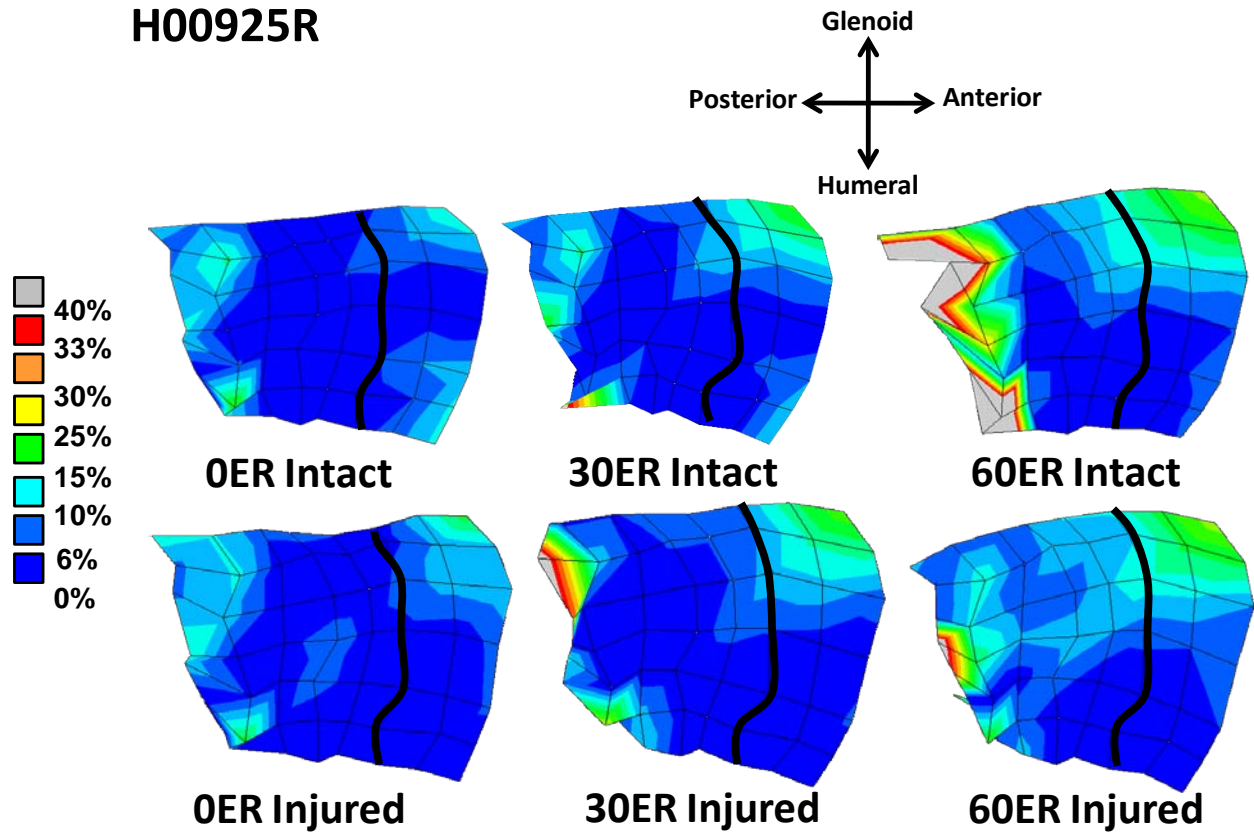 H00925R
Glenoid
Posterior
Anterior
Humeral
40%
33%
30%
25%
15%
10%
6%
0%
0ER Intact
30ER Intact
60ER Intact
0ER Injured
30ER Injured
60ER Injured